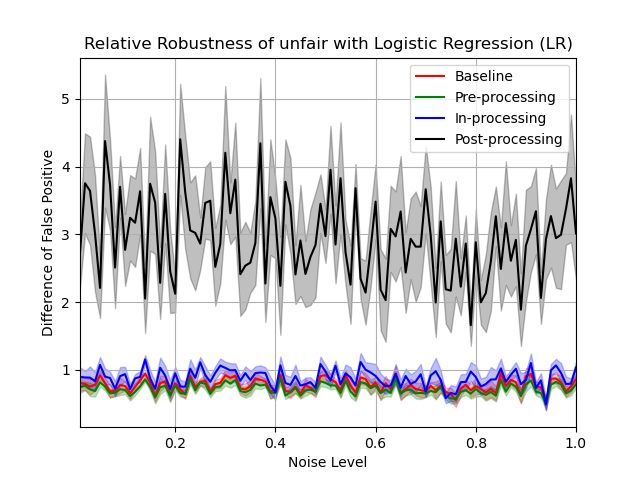 Relative Robustness of unfair with Logistic Regression (LR)
Baseline
Pre-processing
In-processing
Post-processing
Difference of False Positive
5
4
3
2
1
0.2 0.4 0.6 0.8 1.0
Noise Level